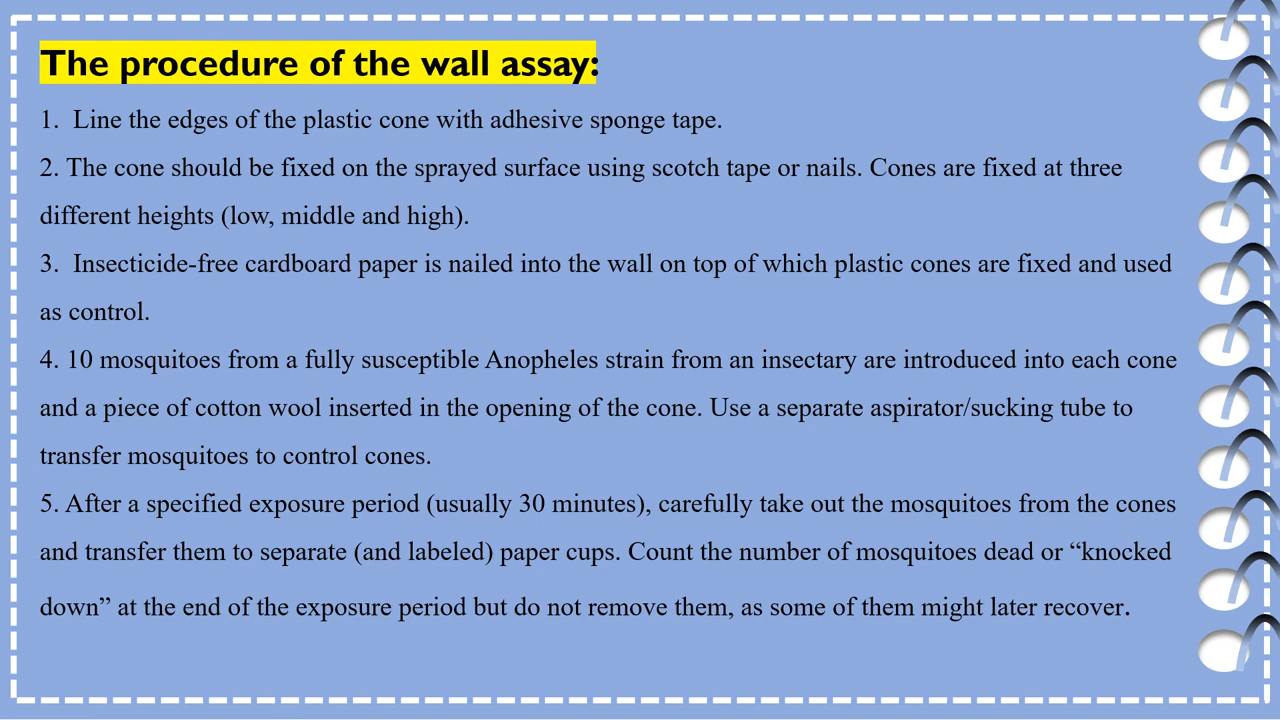 The procedure of the wall assay:
1.  Line the edges of the plastic cone with adhesive sponge tape.
2. The cone should be fixed on the sprayed surface using scotch tape or nails. Cones are fixed at three
different heights (low, middle and high).
3.  Insecticide-free cardboard paper is nailed into the wall on top of which plastic cones are fixed and used
as control.
4. 10 mosquitoes from a fully susceptible Anopheles strain from an insectary are introduced into each cone
and a piece of cotton wool inserted in the opening of the cone. Use a separate aspirator/sucking tube to
transfer mosquitoes to control cones.
5. After a specified exposure period (usually 30 minutes), carefully take out the mosquitoes from the cones
and transfer them to separate (and labeled) paper cups. Count the number of mosquitoes dead or “knocked
down” at the end of the exposure period but do not remove them, as some of them might later recover.